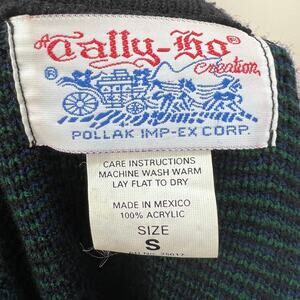 A Tally-Ho®
Creation
®
POLLAK IMP-EX CORP.
CARE INSTRUCTIONS
MACHINE WASH WARM
LAY FLAT TO DRY
MADE IN MEXICO
100% ACRYLIC
SIZE
S